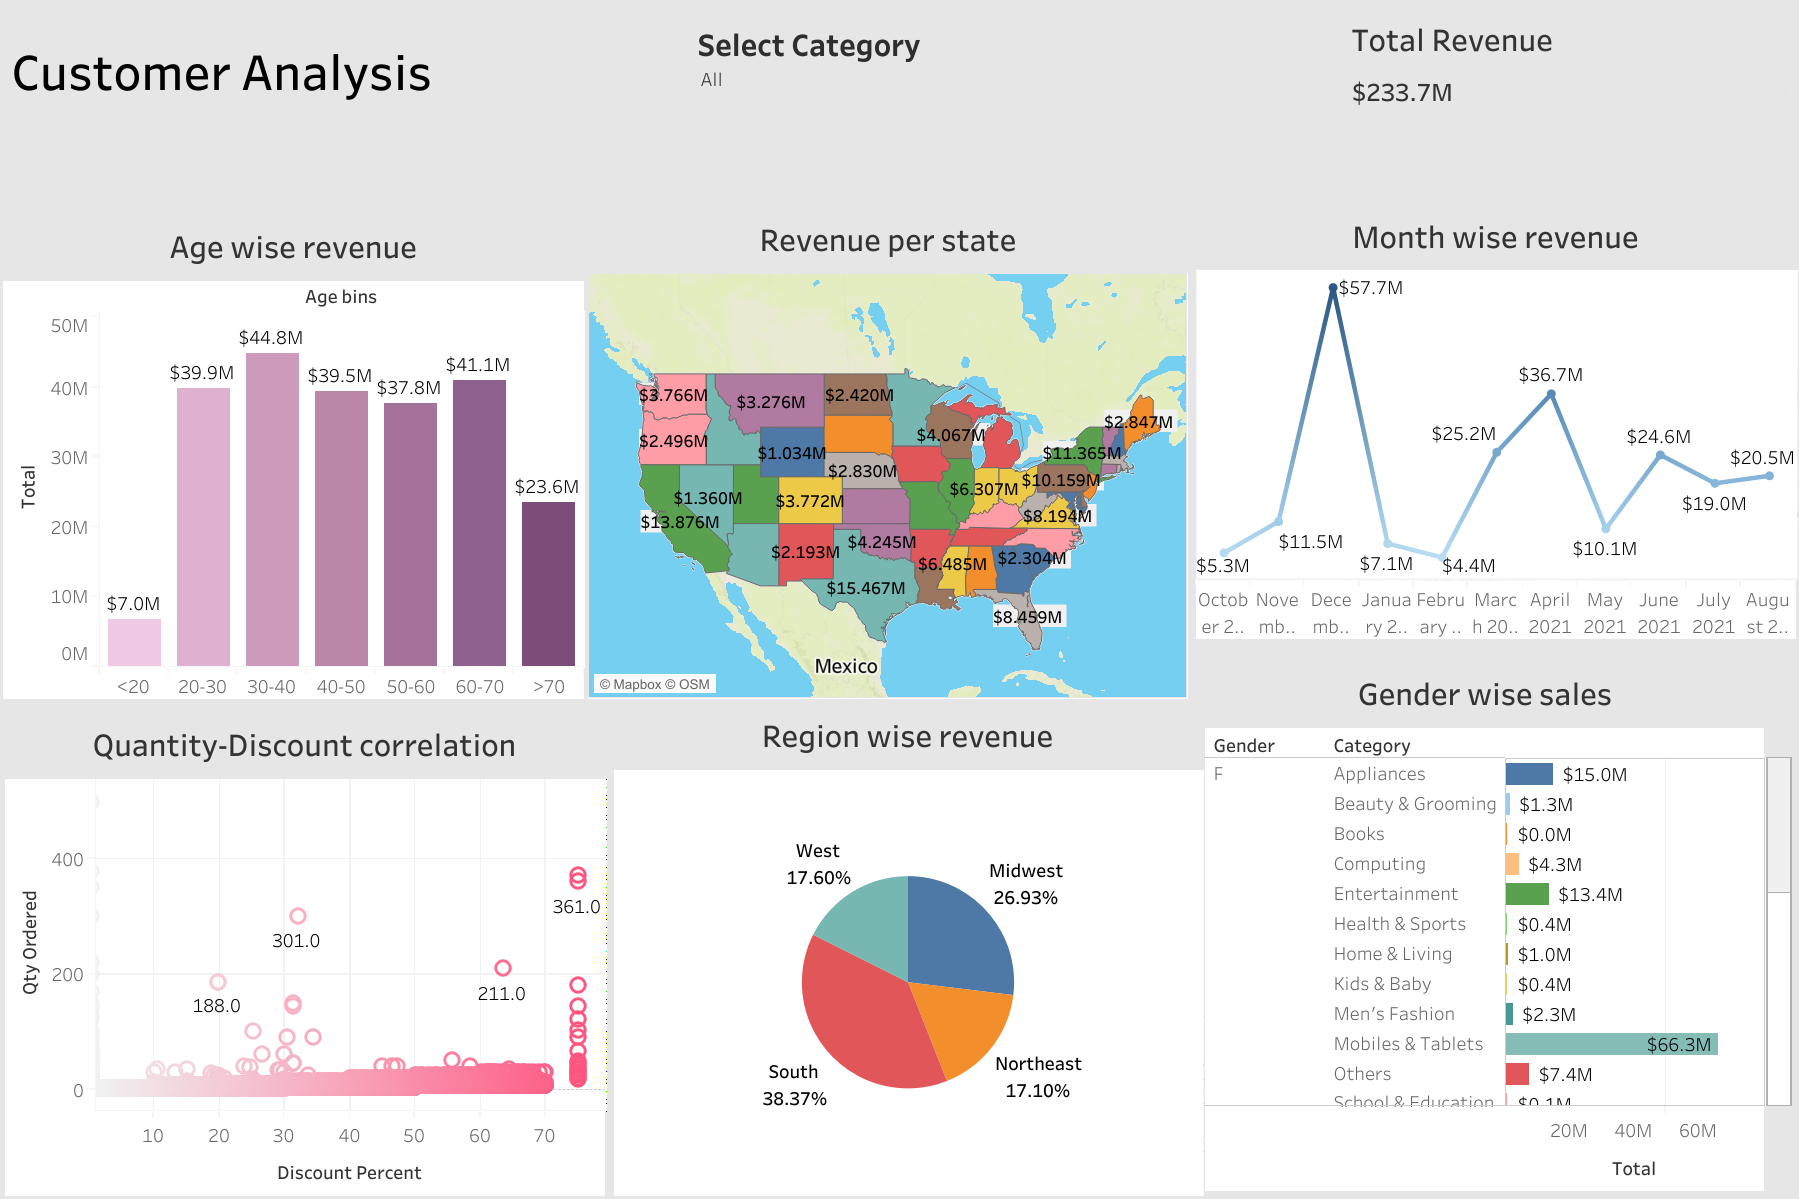 Customer Analysis
Select Category
All
Total Revenue
$233.7M
Age wise revenue
Age bins
Total
50M
40M
30M
20M
10M
0M
$7.0M
$39.9M
$44.8M
$39.5M
$37.8M
$41.1M
$23.6M
<20
20-30
30-40
40-50
50-60
60-70
>70
Revenue per state
$3.766M
$3.276M
$2.420M
$2.847M
$2.496M
$1.034M
$4.067M
$11.365M
$2.830M
$10.159M
$1.360M
$3.772M
$6.307M
$13.876M
$8.194M
$2.193M
$4.245M
$6.485M
$2.304M
$15.467M
$8.459M
Mexico
© Mapbox © OSM
Month wise revenue
$57.7M
$36.7M
$25.2M
$24.6M
$20.5M
$19.0M
$11.5M
$10.1M
$5.3M
$7.1M
$4.4M
Octob Nove Dece Janua Febru Marc April May June July Augu
er 2.. mb.. mb.. ry 2.. ary .. h 20.. 2021 2021 2021 2021 st 2..
Quantity-Discount correlation
Qty Ordered
400
200
0
361.0
301.0
188.0
211.0
10 20 30 40 50 60 70
Discount Percent
Region wise revenue
West
17.60%
Midwest
26.93%
South
38.37%
Northeast
17.10%
Gender wise sales
Gender Category
F Appliances $15.0M
Beauty & Grooming $1.3M
Books $0.0M
Computing $4.3M
Entertainment $13.4M
Health & Sports $0.4M
Home & Living $1.0M
Kids & Baby $0.4M
Men's Fashion $2.3M
Mobiles & Tablets $66.3M
Others $7.4M
School & Education $0.1M
20M 40M 60M
Total